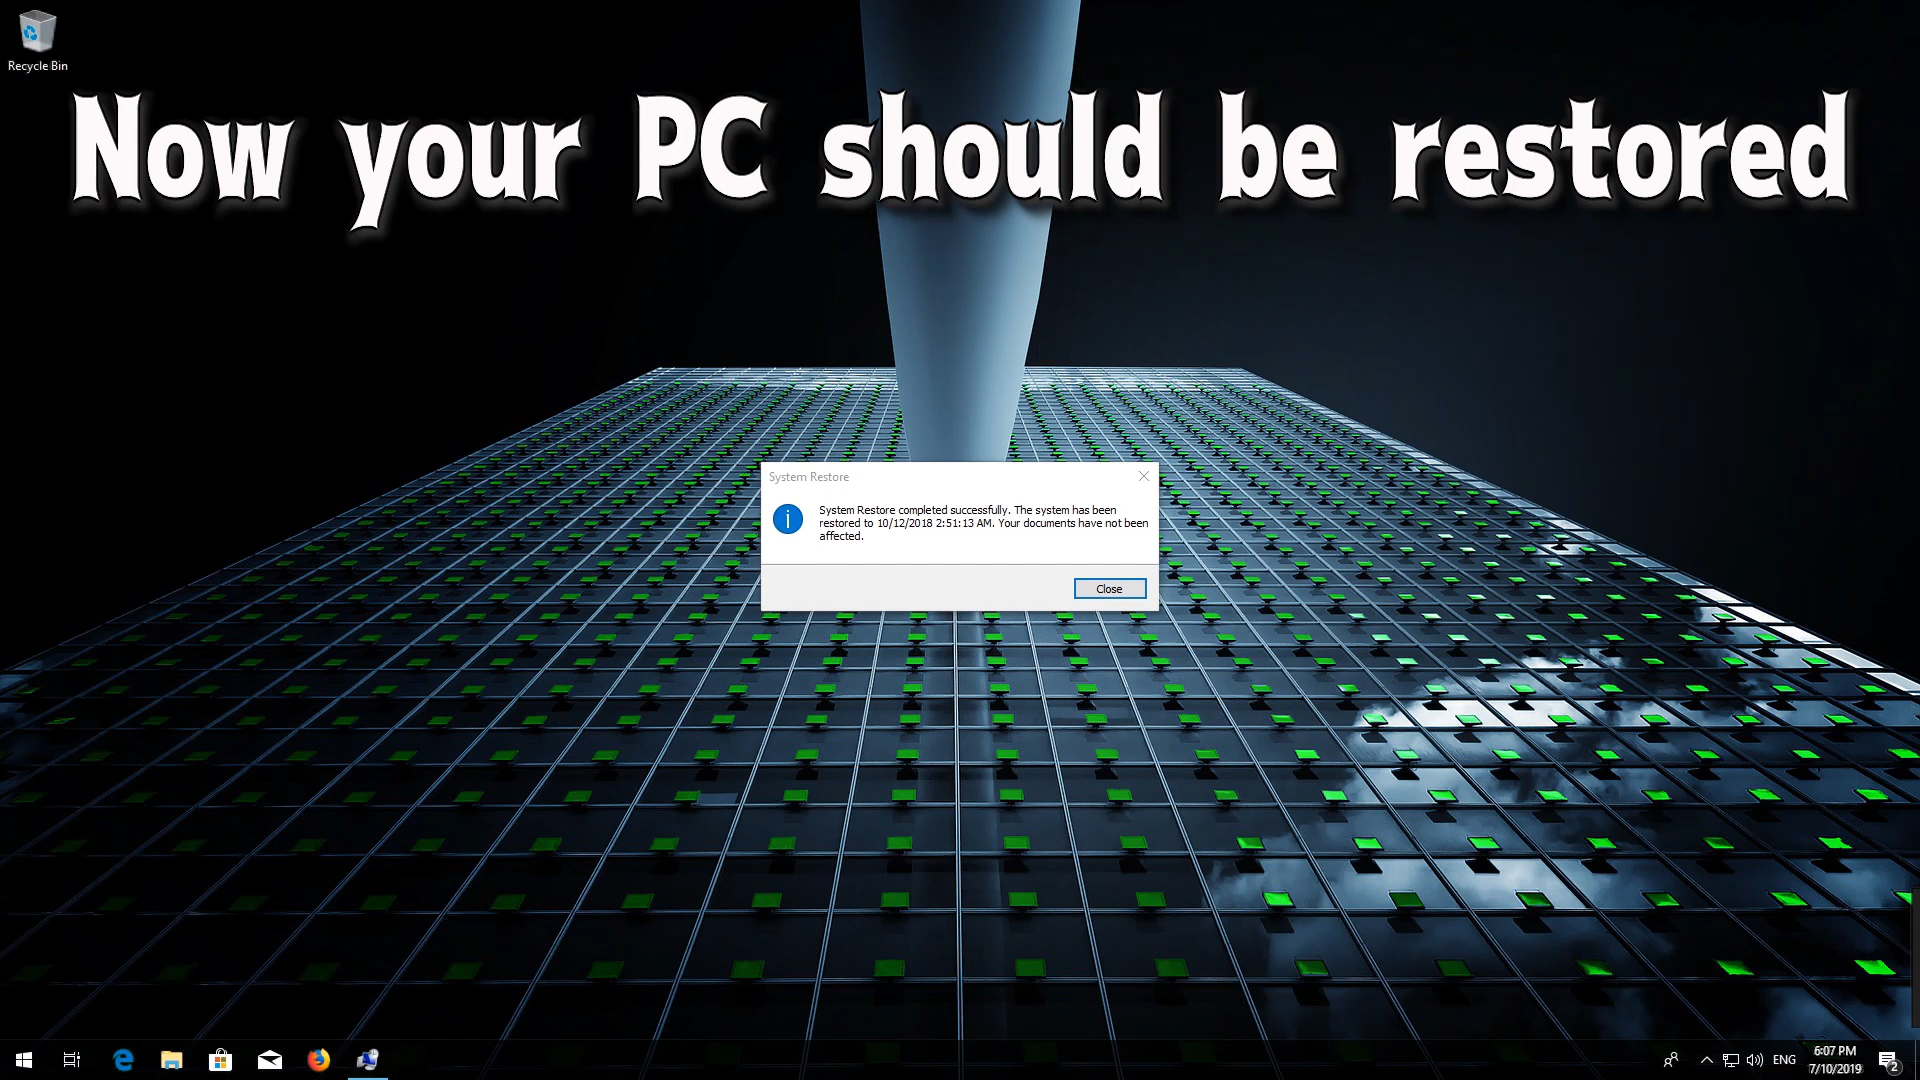 Recycle Bin
Now your PC should be restored
System Restore
System Restore completed successfully. The system has been
restored to 10/12/2018 2:51:13 AM. Your documents have not been
affected.
Close
ENG
6:07 PM
7/10/2019
2